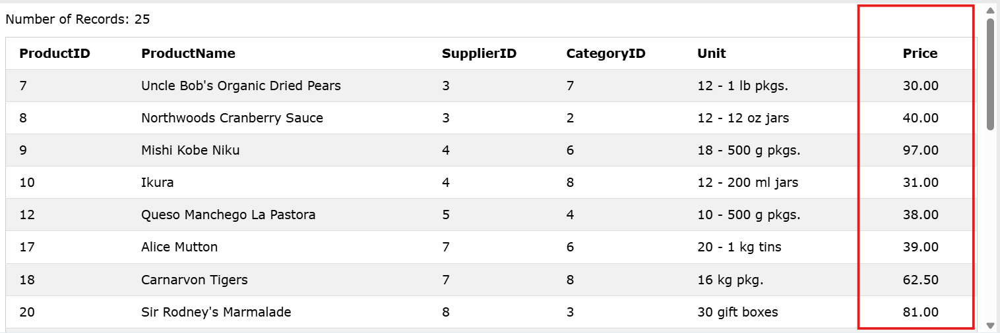 Number of Records: 25
ProductID ProductName SupplierID CategoryID Unit Price
7 Uncle Bob's Organic Dried Pears 3 7 12 - 1 lb pkgs. 30.00
8 Northwoods Cranberry Sauce 3 2 12 - 12 oz jars 40.00
9 Mishi Kobe Niku 4 6 18 - 500 g pkgs. 97.00
10 Ikura 4 8 12 - 200 ml jars 31.00
12 Queso Manchego La Pastora 5 4 10 - 500 g pkgs. 38.00
17 Alice Mutton 7 6 20 - 1 kg tins 39.00
18 Carnarvon Tigers 7 8 16 kg pkg. 62.50
20 Sir Rodney's Marmalade 8 3 30 gift boxes 81.00